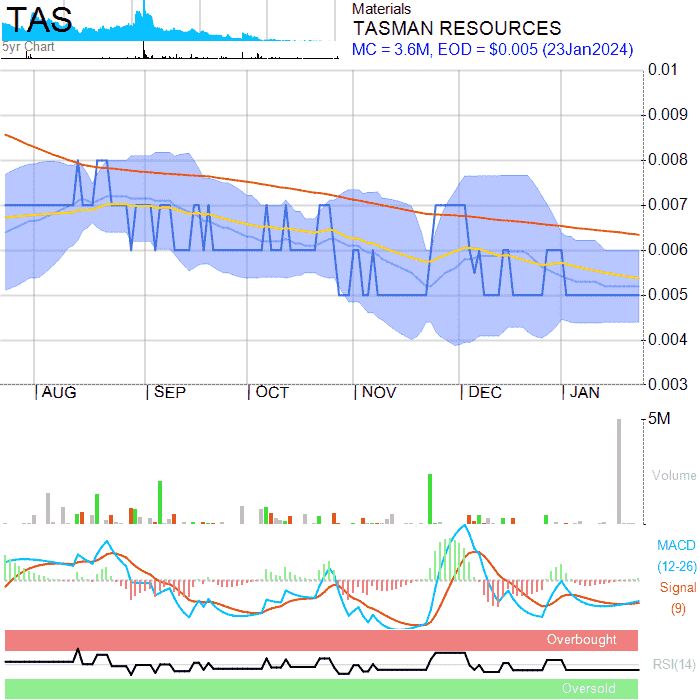 TAS
5yr Chart
Materials
TASMAN RESOURCES
MC = 3.6M, EOD = $0.005 (23Jan2024)
0.01
0.009
0.008
0.007
0.006
0.005
0.004
0.003
AUG
SEP
OCT
NOV
DEC
JAN
5M
Volume
MACD
(12-26)
Signal
(9)
Overbought
RSI(14)
Oversold